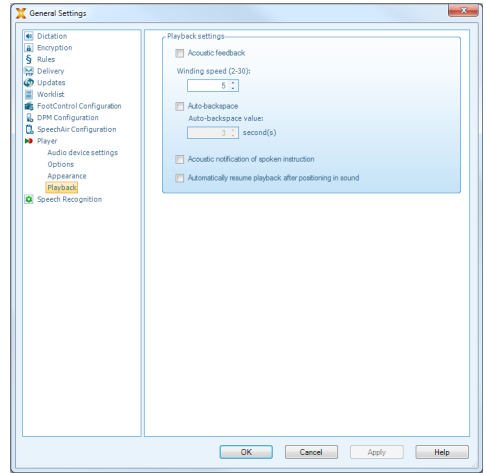 General Settings
Dictation
Encryption
Rules
Delivery
Updates
Worklist
FootControl Configuration
DPM Configuration
SpeechAir Configuration
Player
Audio device settings
Options
Appearance
Playback
Speech Recognition
Playback settings
Acoustic feedback
Winding speed (2-30):
5
Auto-backspace
Auto-backspace value:
3 second(s)
Acoustic notification of spoken instruction
Automatically resume playback after positioning in sound
OK Cancel Apply Help